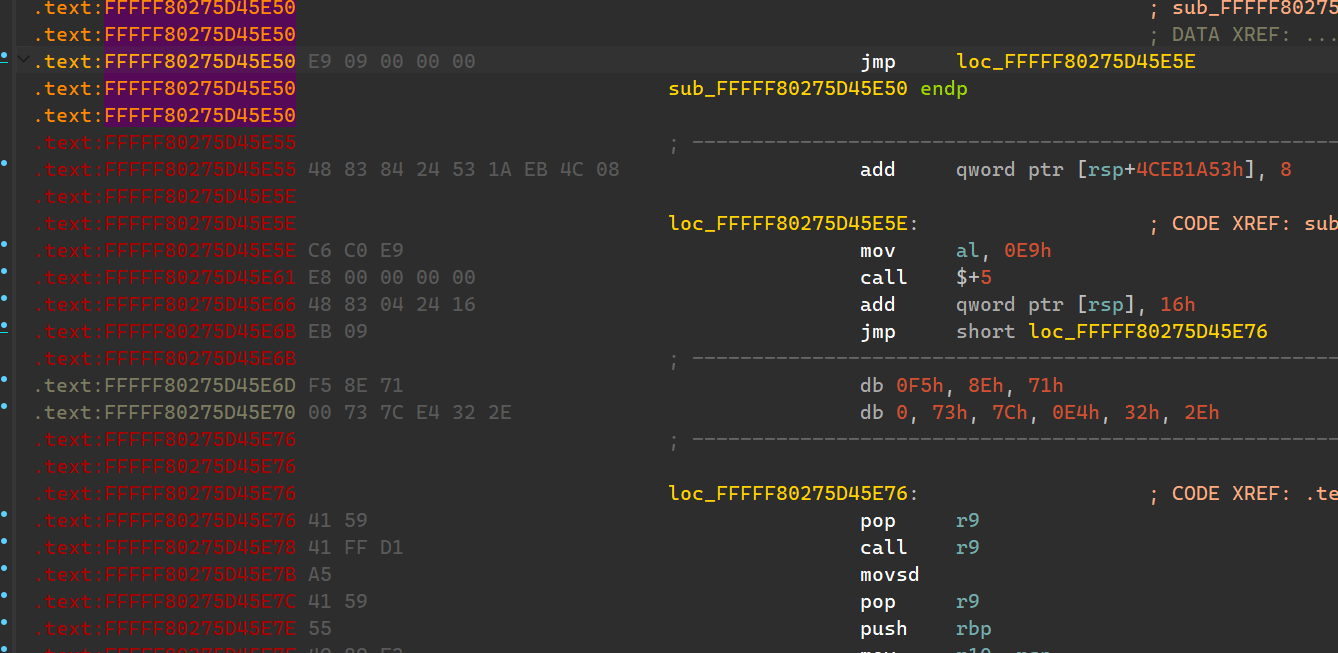 .text:FFFFF80275D45E50 ; sub_FFFFF80275
.text:FFFFF80275D45E50 ; DATA XREF: ...
.text:FFFFF80275D45E50 E9 09 00 00 00 jmp loc_FFFFF80275D45E5E
.text:FFFFF80275D45E50 sub_FFFFF80275D45E50 endp
.text:FFFFF80275D45E50
.text:FFFFF80275D45E55 ; ------------------------------------------------------
.text:FFFFF80275D45E55 48 83 84 24 53 1A EB 4C 08 add qword ptr [rsp+4CEB1A53h], 8
.text:FFFFF80275D45E5E
.text:FFFFF80275D45E5E loc_FFFFF80275D45E5E: ; CODE XREF: sub
.text:FFFFF80275D45E5E C6 C0 E9 mov al, 0E9h
.text:FFFFF80275D45E61 E8 00 00 00 00 call $+5
.text:FFFFF80275D45E66 48 83 04 24 16 add qword ptr [rsp], 16h
.text:FFFFF80275D45E6B EB 09 jmp short loc_FFFFF80275D45E76
.text:FFFFF80275D45E6B ; ------------------------------------------------------
.text:FFFFF80275D45E6D F5 8E 71 db 0F5h, 8Eh, 71h
.text:FFFFF80275D45E70 00 73 7C E4 32 2E db 0, 73h, 7Ch, 0E4h, 32h, 2Eh
.text:FFFFF80275D45E76 ; ------------------------------------------------------
.text:FFFFF80275D45E76
.text:FFFFF80275D45E76 loc_FFFFF80275D45E76: ; CODE XREF: .te
.text:FFFFF80275D45E76 41 59 pop r9
.text:FFFFF80275D45E78 41 FF D1 call r9
.text:FFFFF80275D45E7B A5 movsd
.text:FFFFF80275D45E7C 41 59 pop r9
.text:FFFFF80275D45E7E 55 push rbp